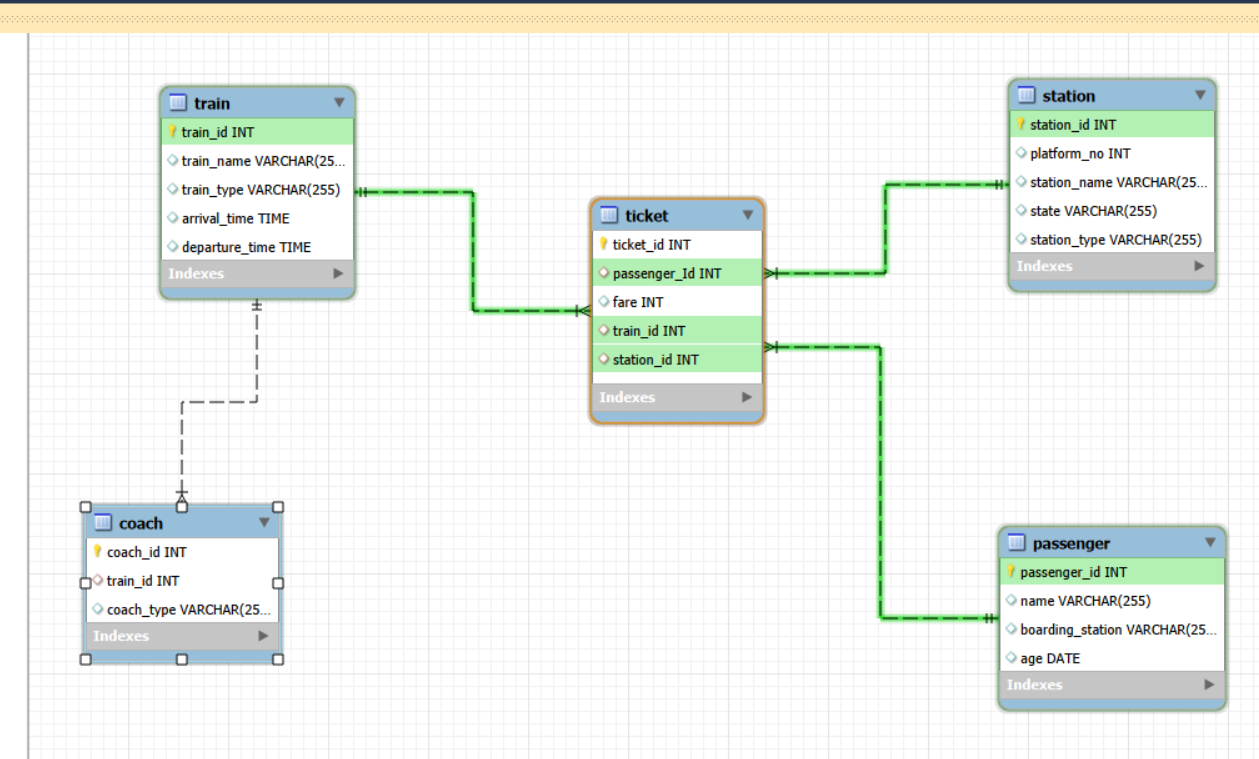 train
train_id INT
train_name VARCHAR(25...
train_type VARCHAR(255)
arrival_time TIME
departure_time TIME
Indexes
station
station_id INT
platform_no INT
station_name VARCHAR(25...
state VARCHAR(255)
station_type VARCHAR(255)
Indexes
ticket
ticket_id INT
passenger_Id INT
fare INT
train_id INT
station_id INT
Indexes
coach
coach_id INT
train_id INT
coach_type VARCHAR(25...
Indexes
passenger
passenger_id INT
name VARCHAR(255)
boarding_station VARCHAR(25...
age DATE
Indexes